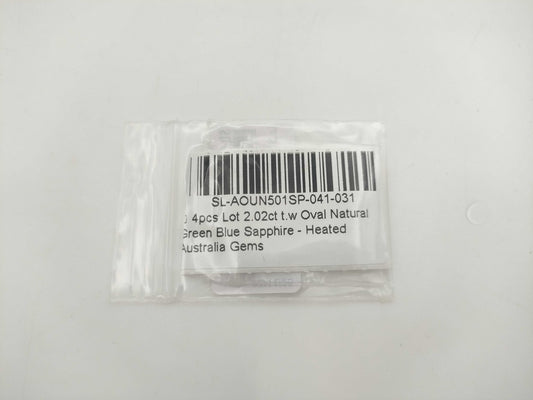 SL-AOUN501SP-041-031
4pcs Lot 2.02ct t.w Oval Natural
Green Blue Sapphire - Heated
Australia Gems